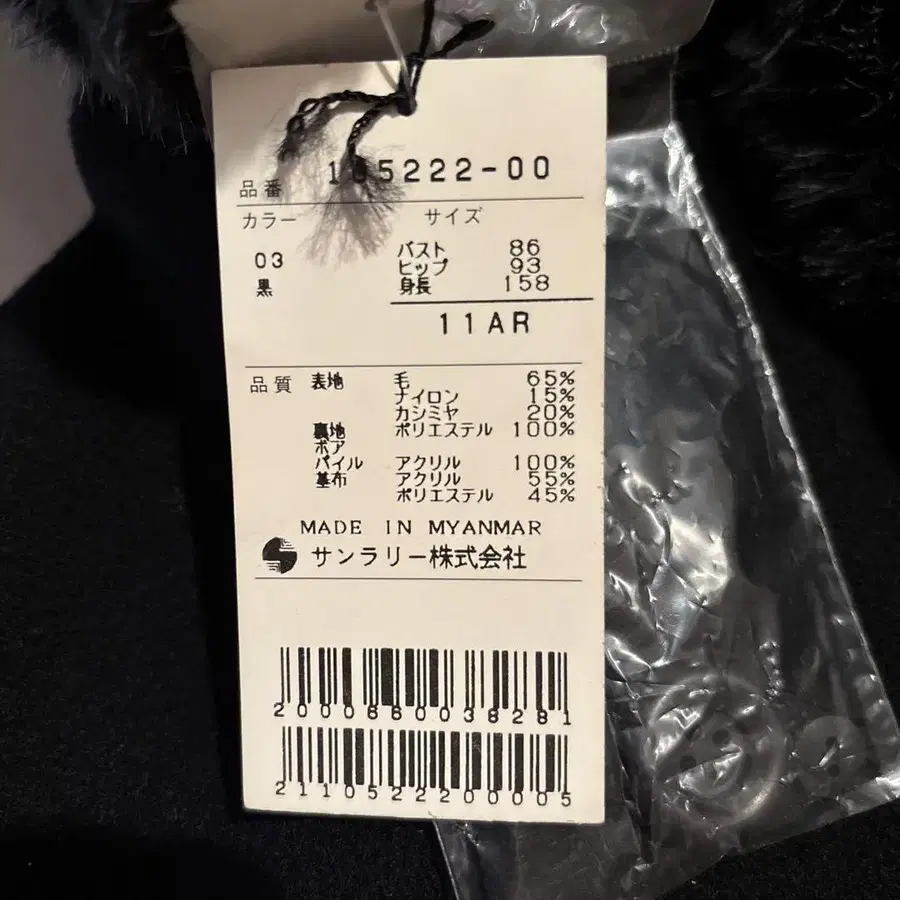 品番 105222-00
カラー サイズ
03 バスト 86
黒 ヒップ 93
身長 158
11AR
品質 表地 毛 65%
ナイロン 15%
カシミヤ 20%
裏地 ポリエステル 100%
ボア
パイル アクリル 100%
基布 アクリル 55%
ポリエステル 45%
MADE IN MYANMAR
サンラリー株式会社
2000860038281
2110522200005